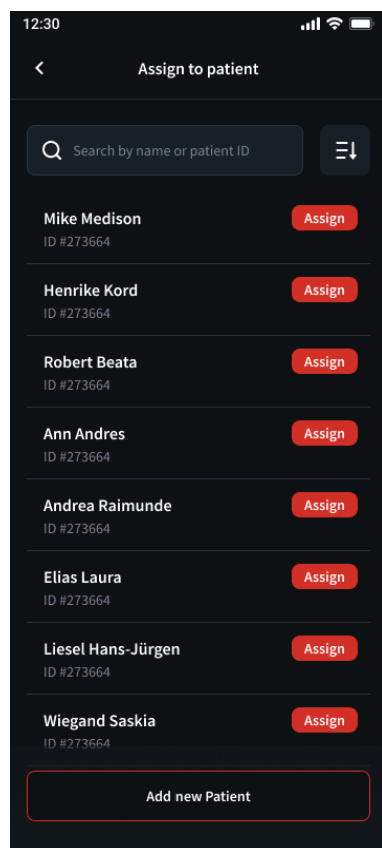 12:30
Assign to patient
Search by name or patient ID
Mike Medison
Assign
ID #273664
Henrike Kord
Assign
ID #273664
Robert Beata
Assign
ID #273664
Ann Andres
Assign
ID #273664
Andrea Raimunde
Assign
ID #273664
Elias Laura
Assign
ID #273664
Liesel Hans-Jürgen
Assign
ID #273664
Wiegand Saskia
Assign
ID #273664
Add new Patient